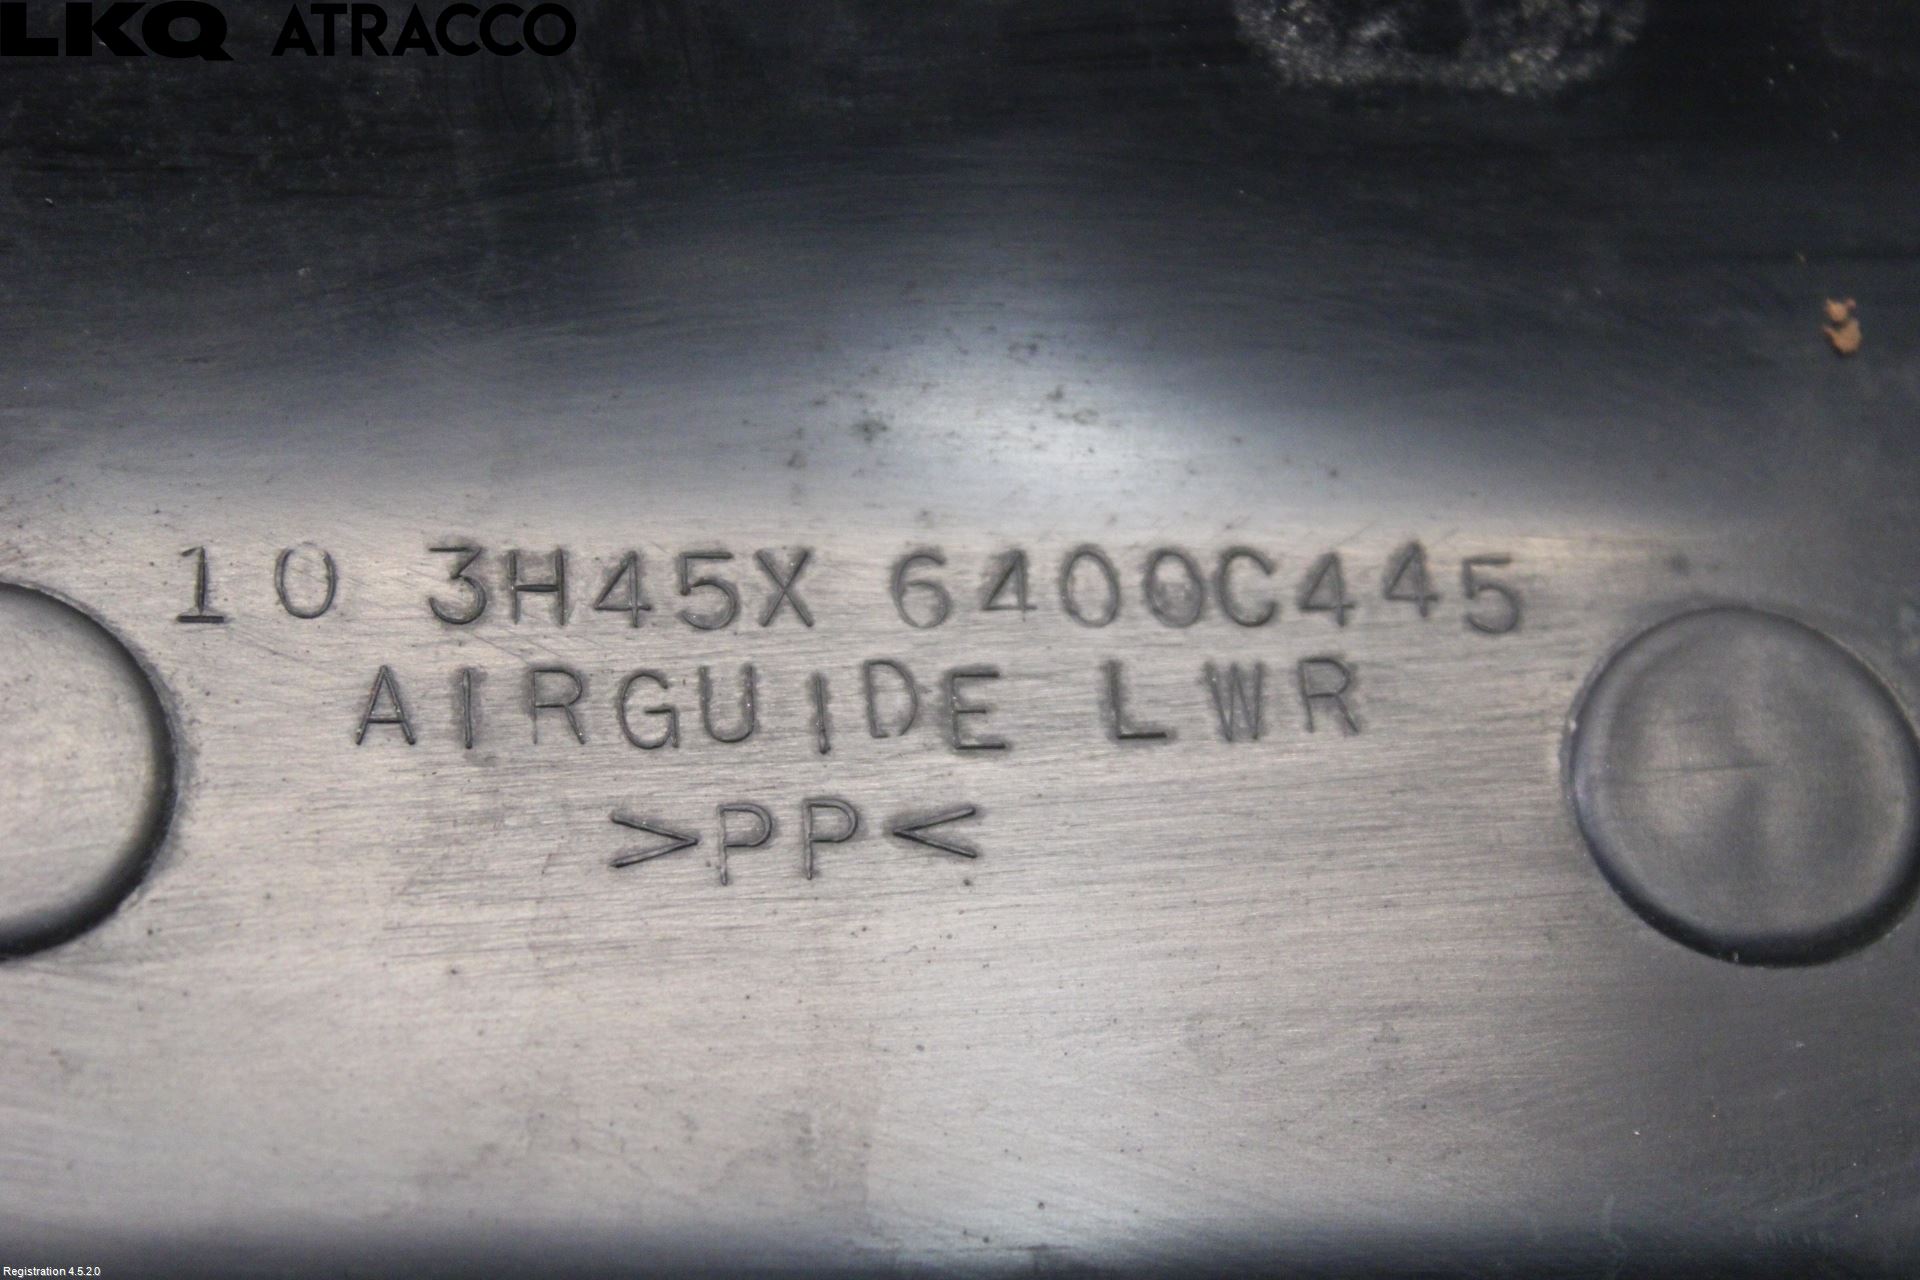 LKQ ATRACCO
10 3H45X 6400C445
AIRGUIDE LWR
>PP<
Registration 4.5.2.0